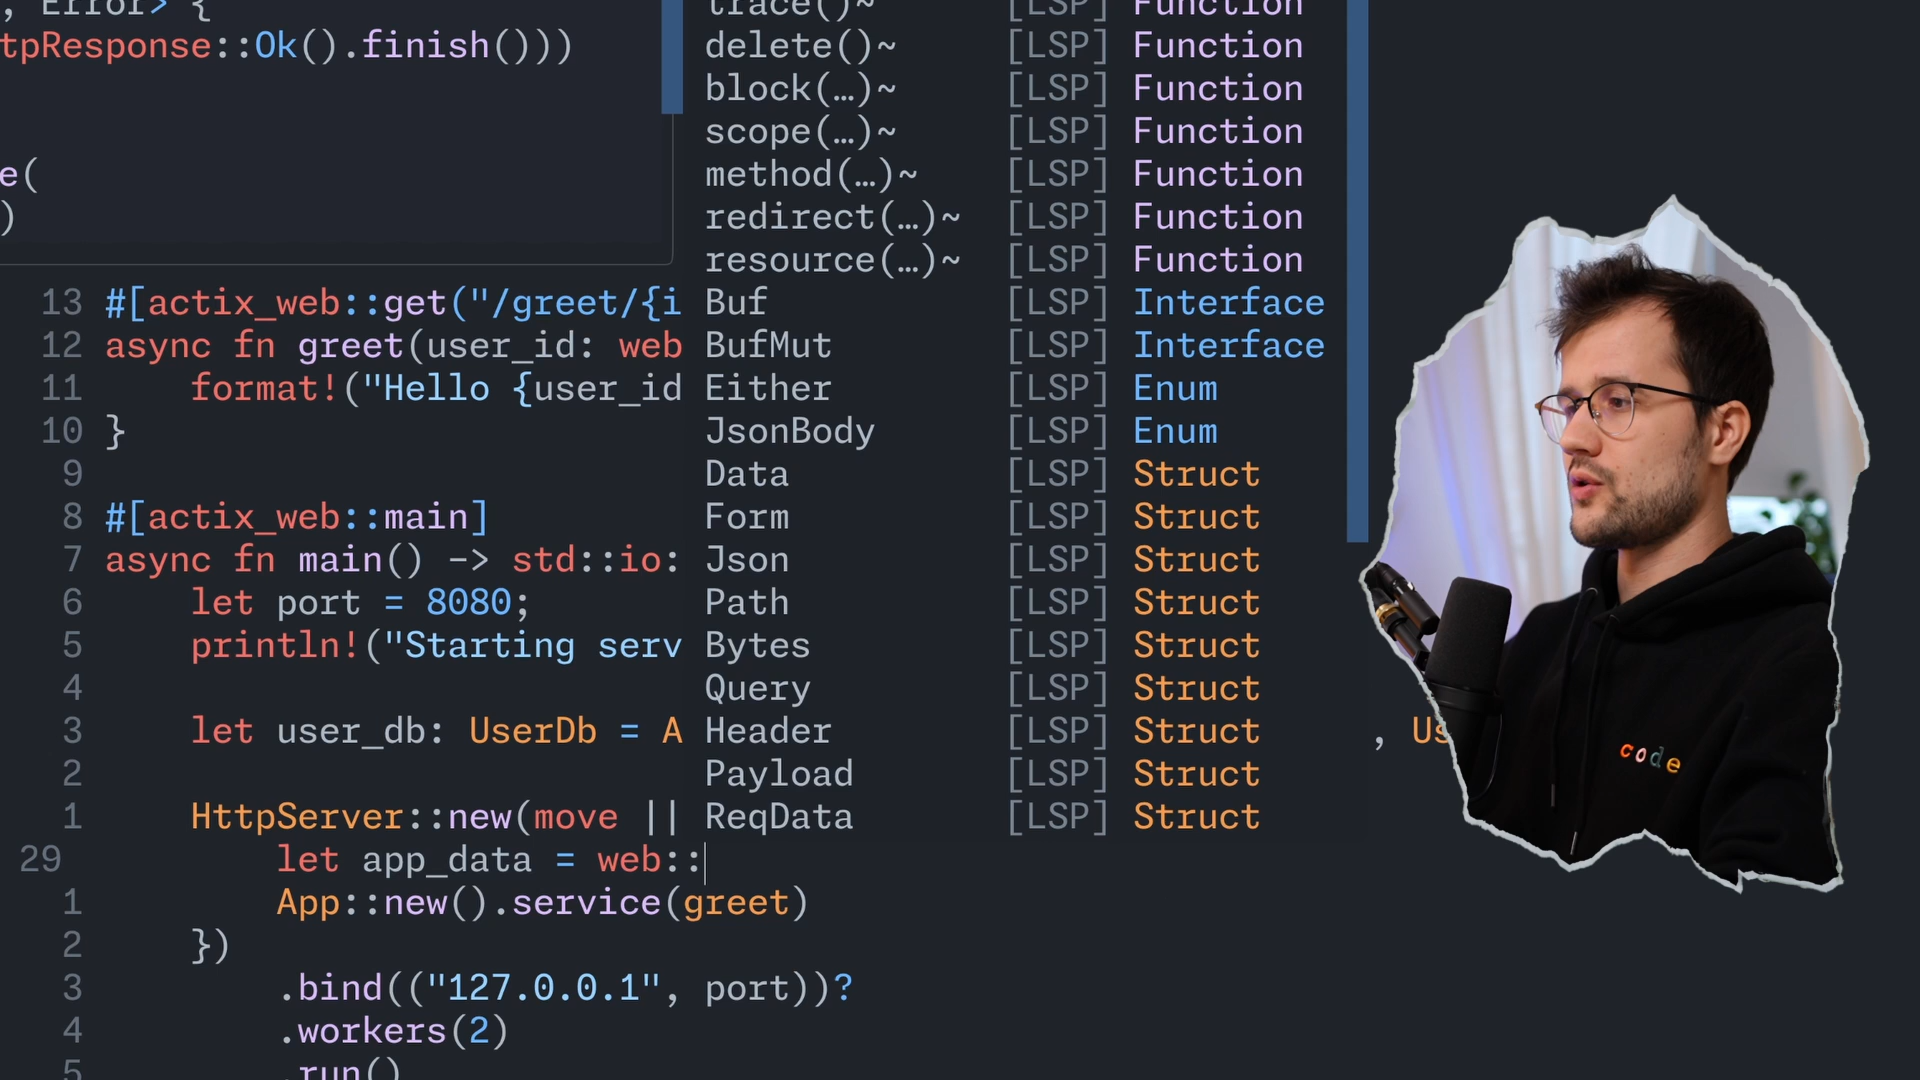 , Error> {
tpResponse::Ok().finish()))
e(
)
trace()~ [LSP] Function
delete()~ [LSP] Function
block(…)~ [LSP] Function
scope(…)~ [LSP] Function
method(…)~ [LSP] Function
redirect(…)~ [LSP] Function
resource(…)~ [LSP] Function
13 #[actix_web::get("/greet/{i Buf [LSP] Interface
12 async fn greet(user_id: web BufMut [LSP] Interface
11 format!("Hello {user_id Either [LSP] Enum
10 } JsonBody [LSP] Enum
9 Data [LSP] Struct
8 #[actix_web::main] Form [LSP] Struct
7 async fn main() -> std::io: Json [LSP] Struct
6 let port = 8080; Path [LSP] Struct
5 println!("Starting serv Bytes [LSP] Struct
4 Query [LSP] Struct
3 let user_db: UserDb = A Header [LSP] Struct , Us
2 Payload [LSP] Struct
1 HttpServer::new(move || ReqData [LSP] Struct
29 let app_data = web::
1 App::new().service(greet)
2 })
3 .bind(("127.0.0.1", port))?
4 .workers(2)
5 .run()
code